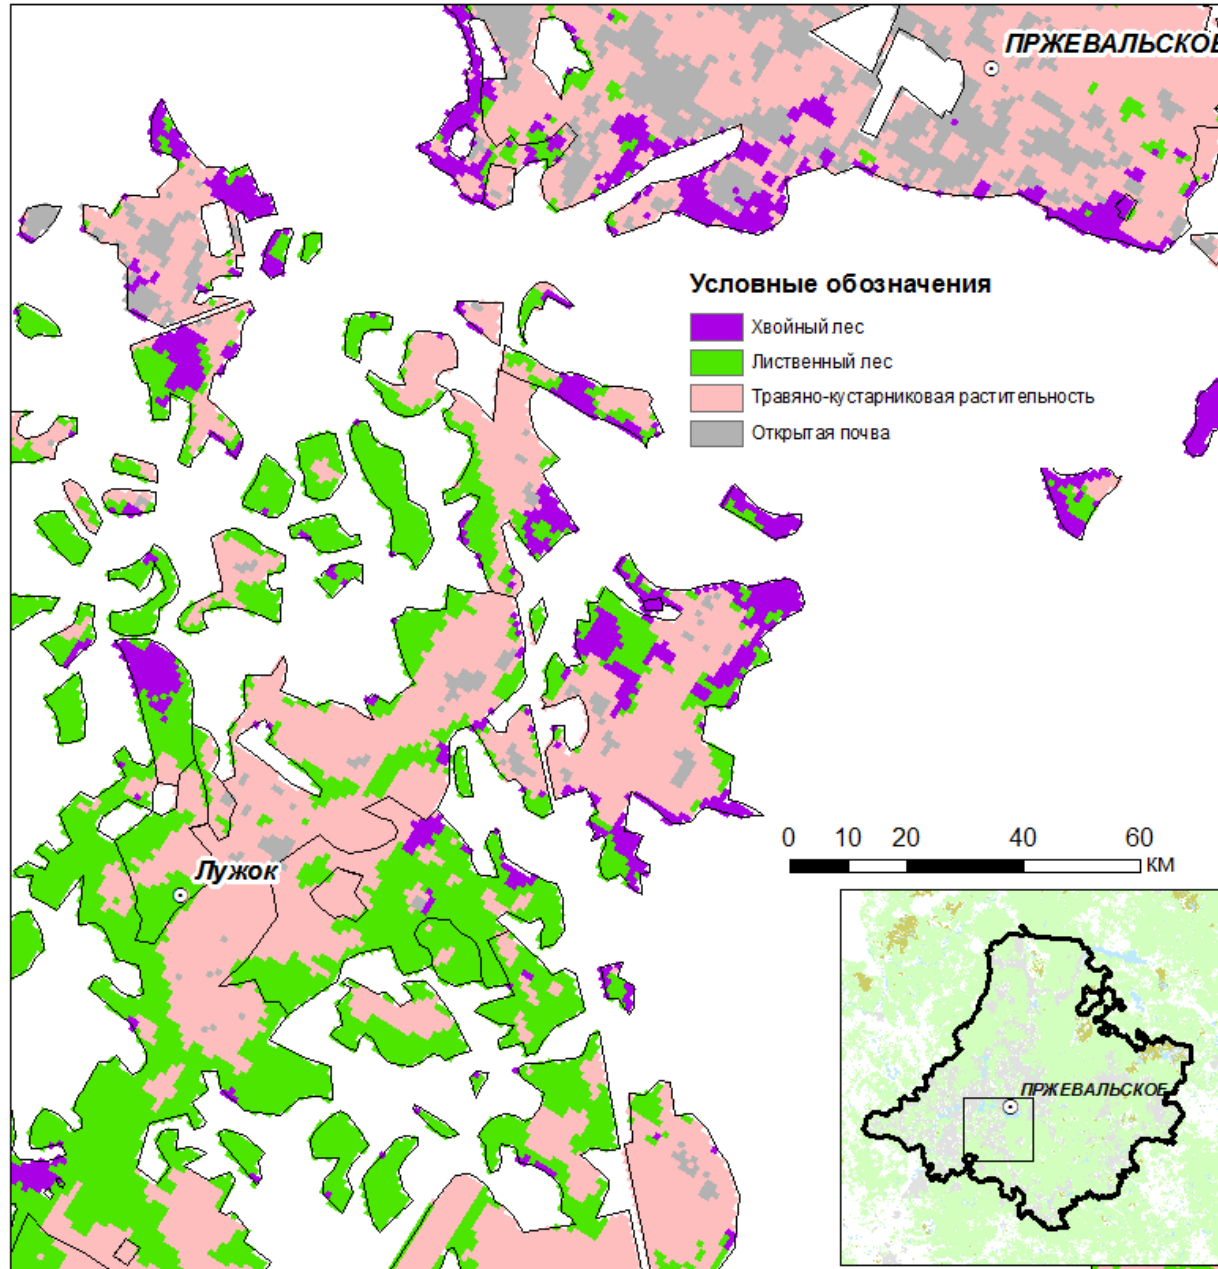 ПРЖЕВАЛЬСКОЕ
Условные обозначения
Хвойный лес
Лиственный лес
Травяно-кустарниковая растительность
Открытая почва
0 10 20 40 60
КМ
Лужок
ПРЖЕВАЛЬСКОЕ